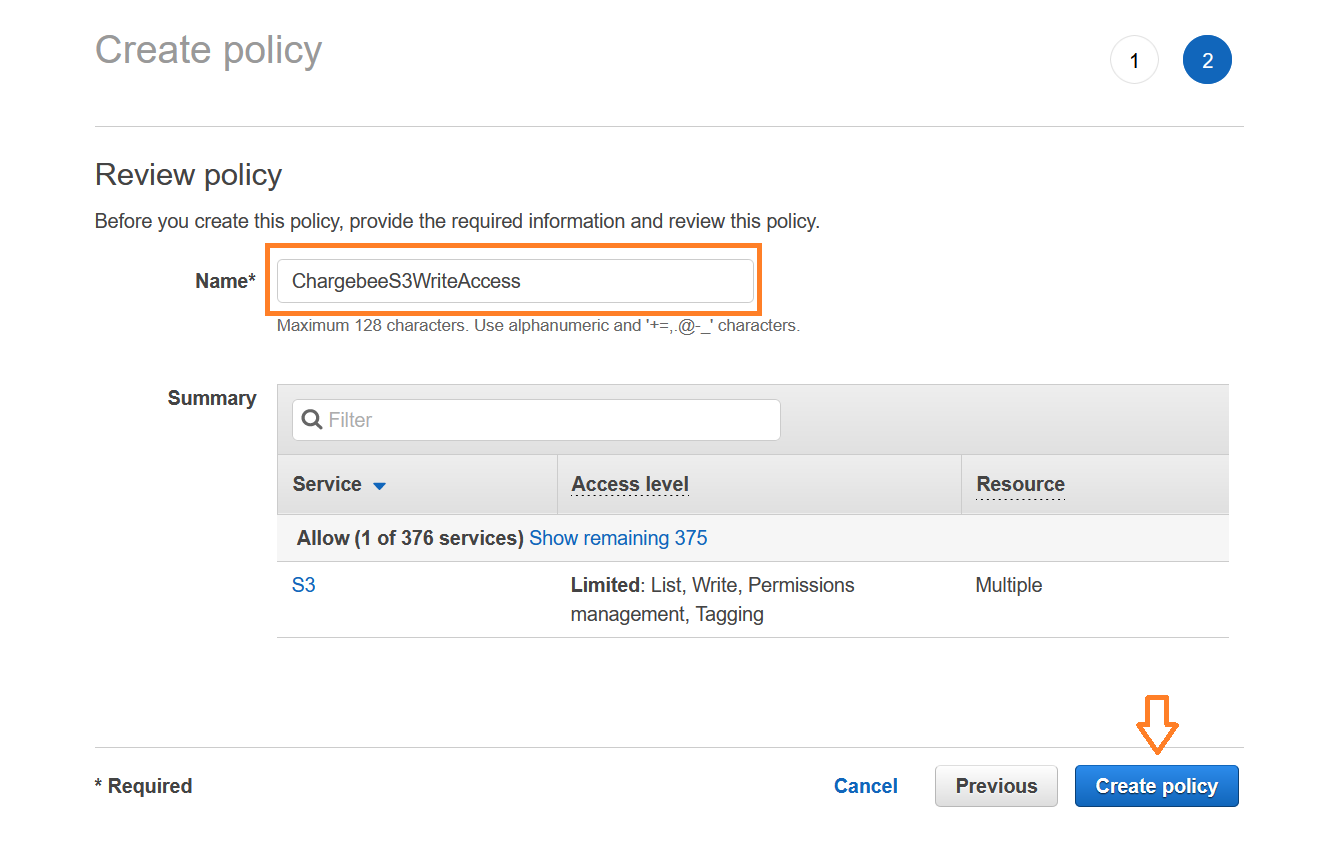 Create policy
1
2
Review policy
Before you create this policy, provide the required information and review this policy.
Name*
ChargebeeS3WriteAccess
Maximum 128 characters. Use alphanumeric and '+=,.@-_' characters.
Summary
Filter
Service
Access level
Resource
Allow (1 of 376 services) Show remaining 375
S3
Limited: List, Write, Permissions
management, Tagging
Multiple
* Required
Cancel
Previous
Create policy